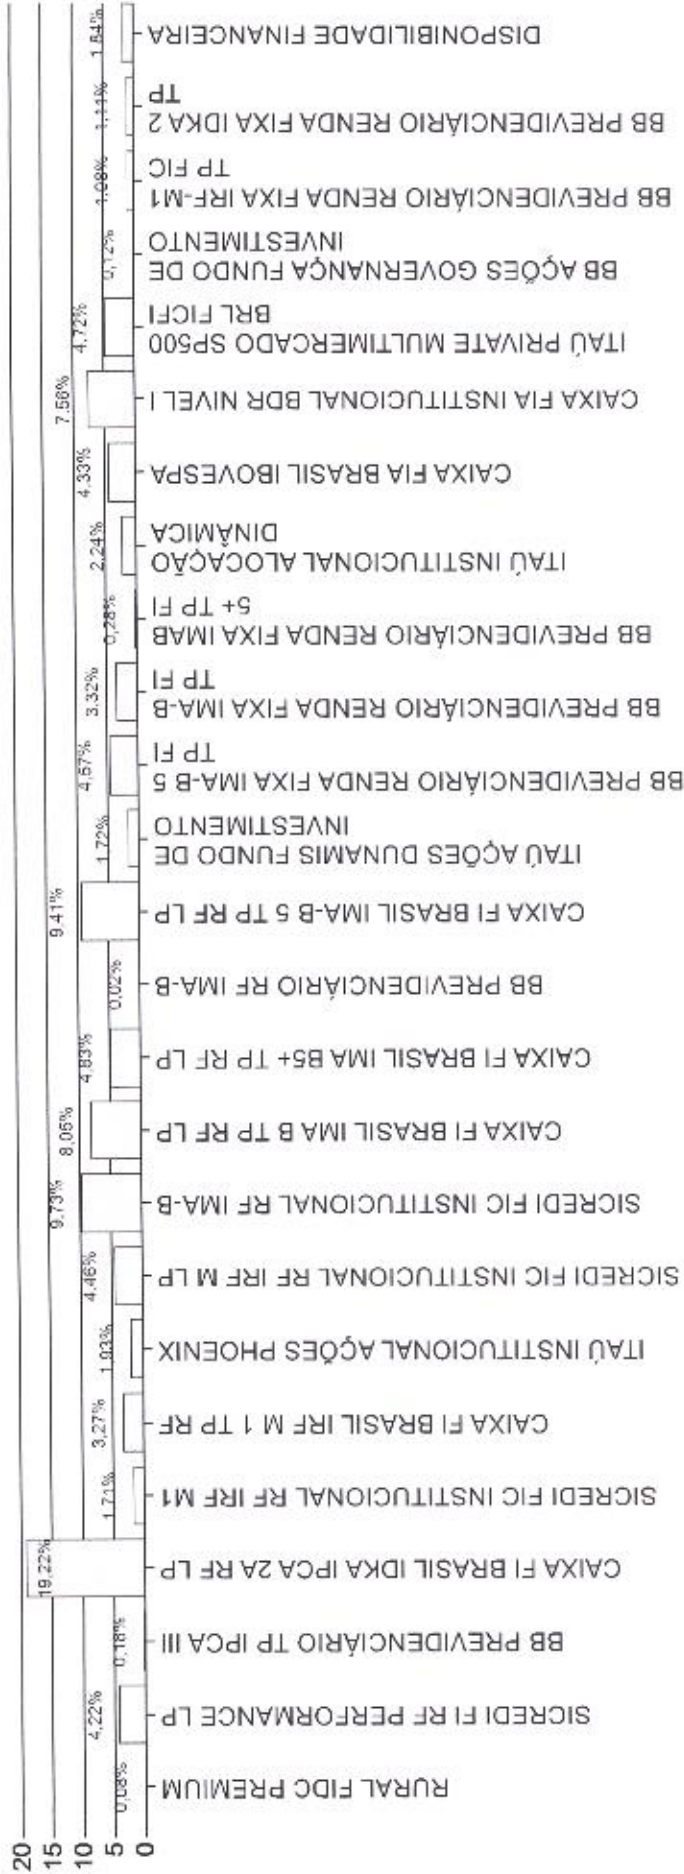 20
15
10
5
0
0,08%
RURAL FIDC PREMIUM
4,22%
SICREDI FI RF PERFORMANCE LP
0,18%
BB PREVIDENCIÁRIO TP IPCA III
19,22%
CAIXA FI BRASIL IDKA IPCA 2A RF LP
1,71%
SICREDI FIC INSTITUCIONAL RF IRF M1
3,27%
CAIXA FI BRASIL IRF M 1 TP RF
1,93%
ITAÚ INSTITUCIONAL AÇÕES PHOENIX
4,46%
SICREDI FIC INSTITUCIONAL RF IRF M LP
9,73%
SICREDI FIC INSTITUCIONAL RF IMA-B
8,05%
CAIXA FI BRASIL IMA B TP RF LP
4,83%
CAIXA FI BRASIL IMA B5+ TP RF LP
0,02%
BB PREVIDENCIÁRIO RF IMA-B
9,41%
CAIXA FI BRASIL IMA-B 5 TP RF LP
1,72%
ITAÚ AÇÕES DUNAMIS FUNDO DE
INVESTIMENTO
4,67%
BB PREVIDENCIÁRIO RENDA FIXA IMA-B 5
TP FI
3,32%
BB PREVIDENCIÁRIO RENDA FIXA IMA-B
TP FI
0,28%
BB PREVIDENCIÁRIO RENDA FIXA IMAB
5+ TP FI
2,24%
ITAÚ INSTITUCIONAL ALOCAÇÃO
DINÂMICA
4,33%
CAIXA FIA BRASIL IBOVESPA
7,56%
CAIXA FIA INSTITUCIONAL BDR NIVEL I
4,72%
ITAÚ PRIVATE MULTIMERCADO SP500
BRL FICFI
0,12%
BB AÇÕES GOVERNANÇA FUNDO DE
INVESTIMENTO
1,08%
BB PREVIDENCIÁRIO RENDA FIXA IRF-M1
TP FIC
1,11%
BB PREVIDENCIÁRIO RENDA FIXA IDKA 2
TP
1,84%
DISPONIBILIDADE FINANCEIRA